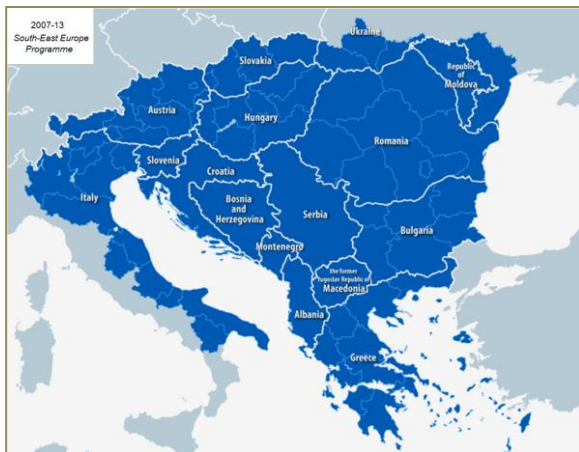 2007-13
South-East Europe
Programme
Ukraine
Slovakia
Republic
of
Moldova
Austria
Hungary
Romania
Slovenia
Croatia
Italy
Bosnia
and
Herzegovina
Serbia
Bulgaria
Montenegro
the former
Yugoslav Republic of
Macedonia
Albania
Greece